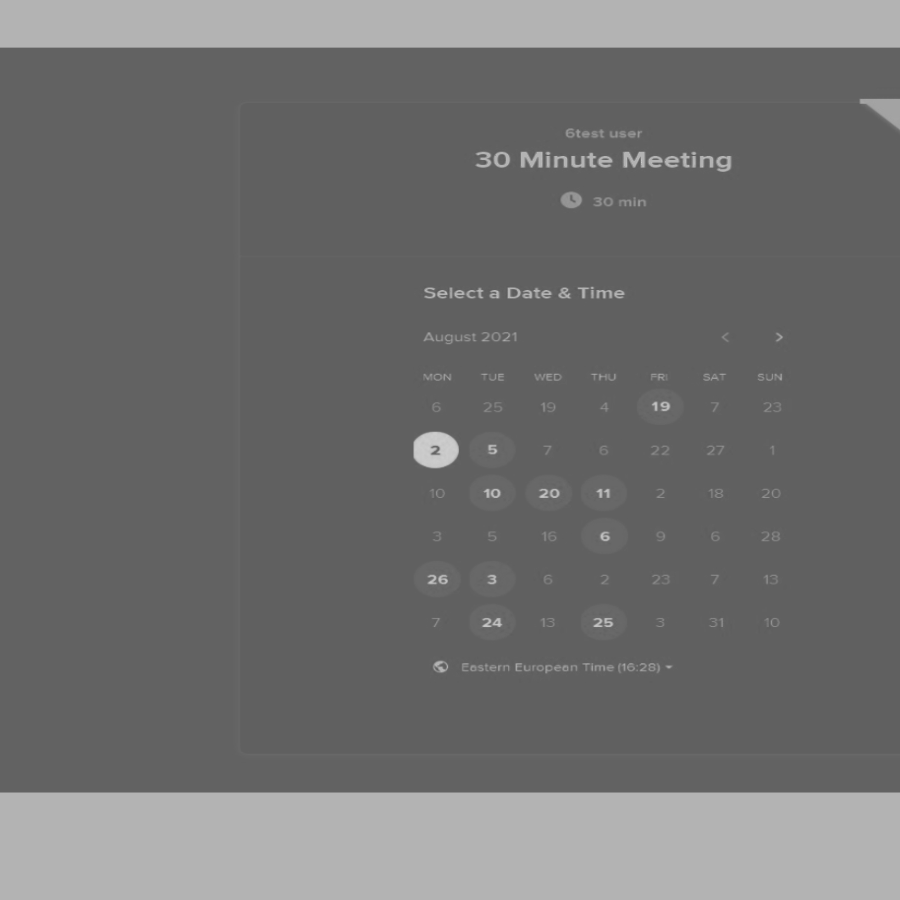 6test user
30 Minute Meeting
30 min
Select a Date & Time
August 2021
MON TUE WED THU FRI SAT SUN
6 25 19 4 19 7 23
2 5 7 6 22 27 1
10 10 20 11 2 18 20
3 5 16 6 9 6 28
26 3 6 2 23 7 13
7 24 13 25 3 31 10
Eastern European Time (16:28)